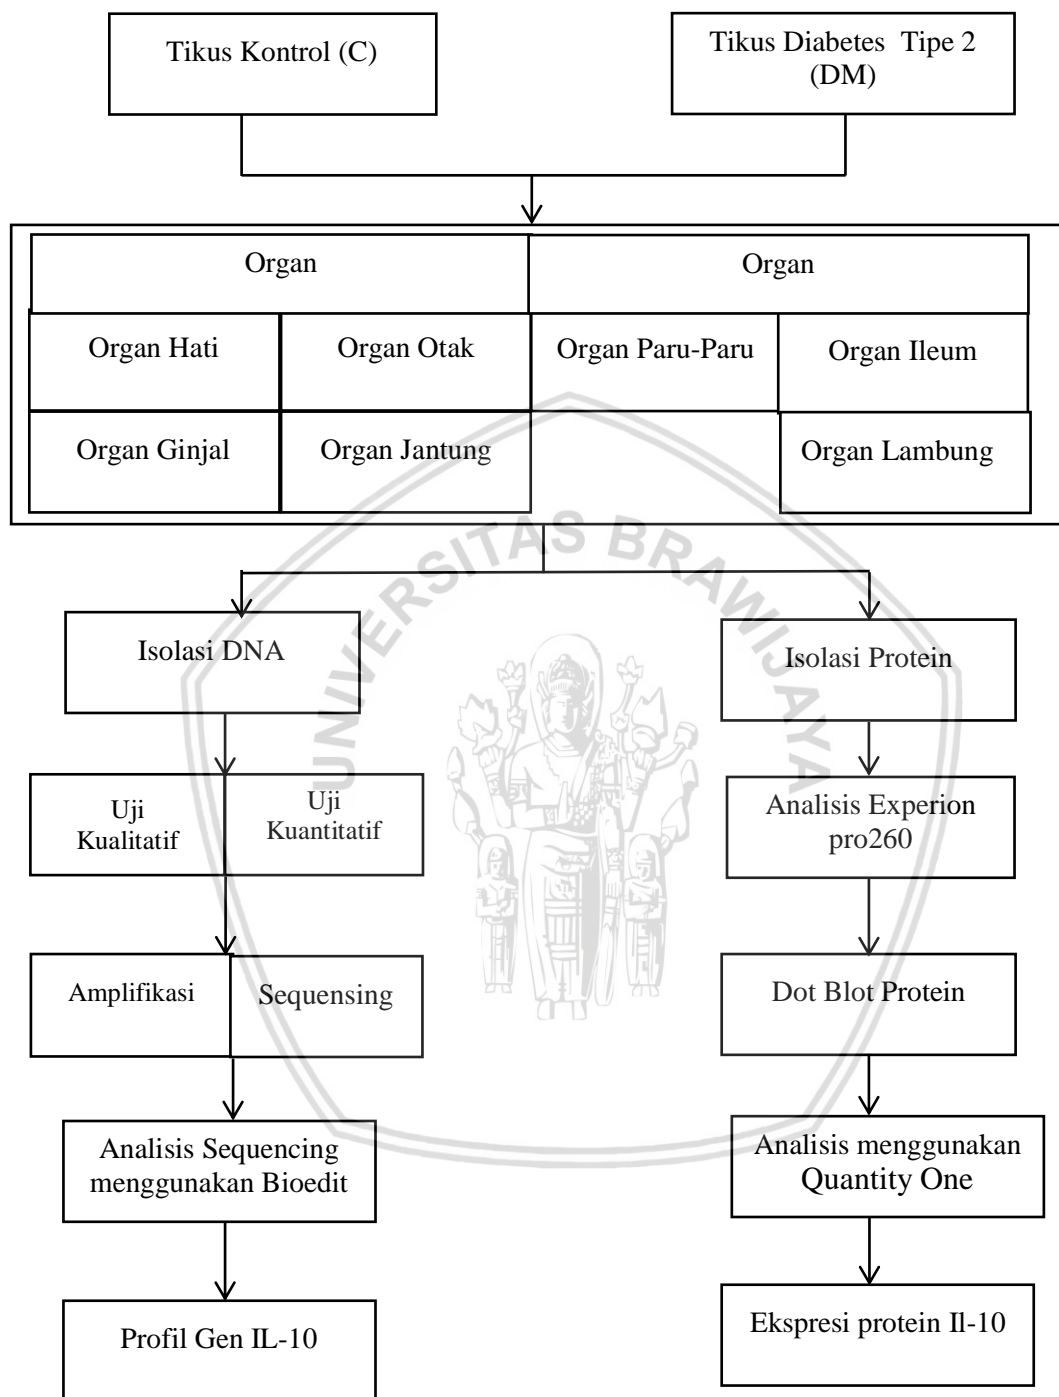 Tikus Kontrol (C)
Tikus Diabetes Tipe 2
(DM)
Organ
Organ
Organ Hati
Organ Otak
Organ Paru-Paru
Organ Ileum
Organ Ginjal
Organ Jantung
Organ Lambung
UNIVERSITAS BRAWIJAYA
Isolasi DNA
Isolasi Protein
Uji
Kualitatif
Uji
Kuantitatif
Analisis Experion
pro260
Amplifikasi
Sequensing
Dot Blot Protein
Analisis Sequencing
menggunakan Bioedit
Analisis menggunakan
Quantity One
Profil Gen IL-10
Ekspresi protein Il-10